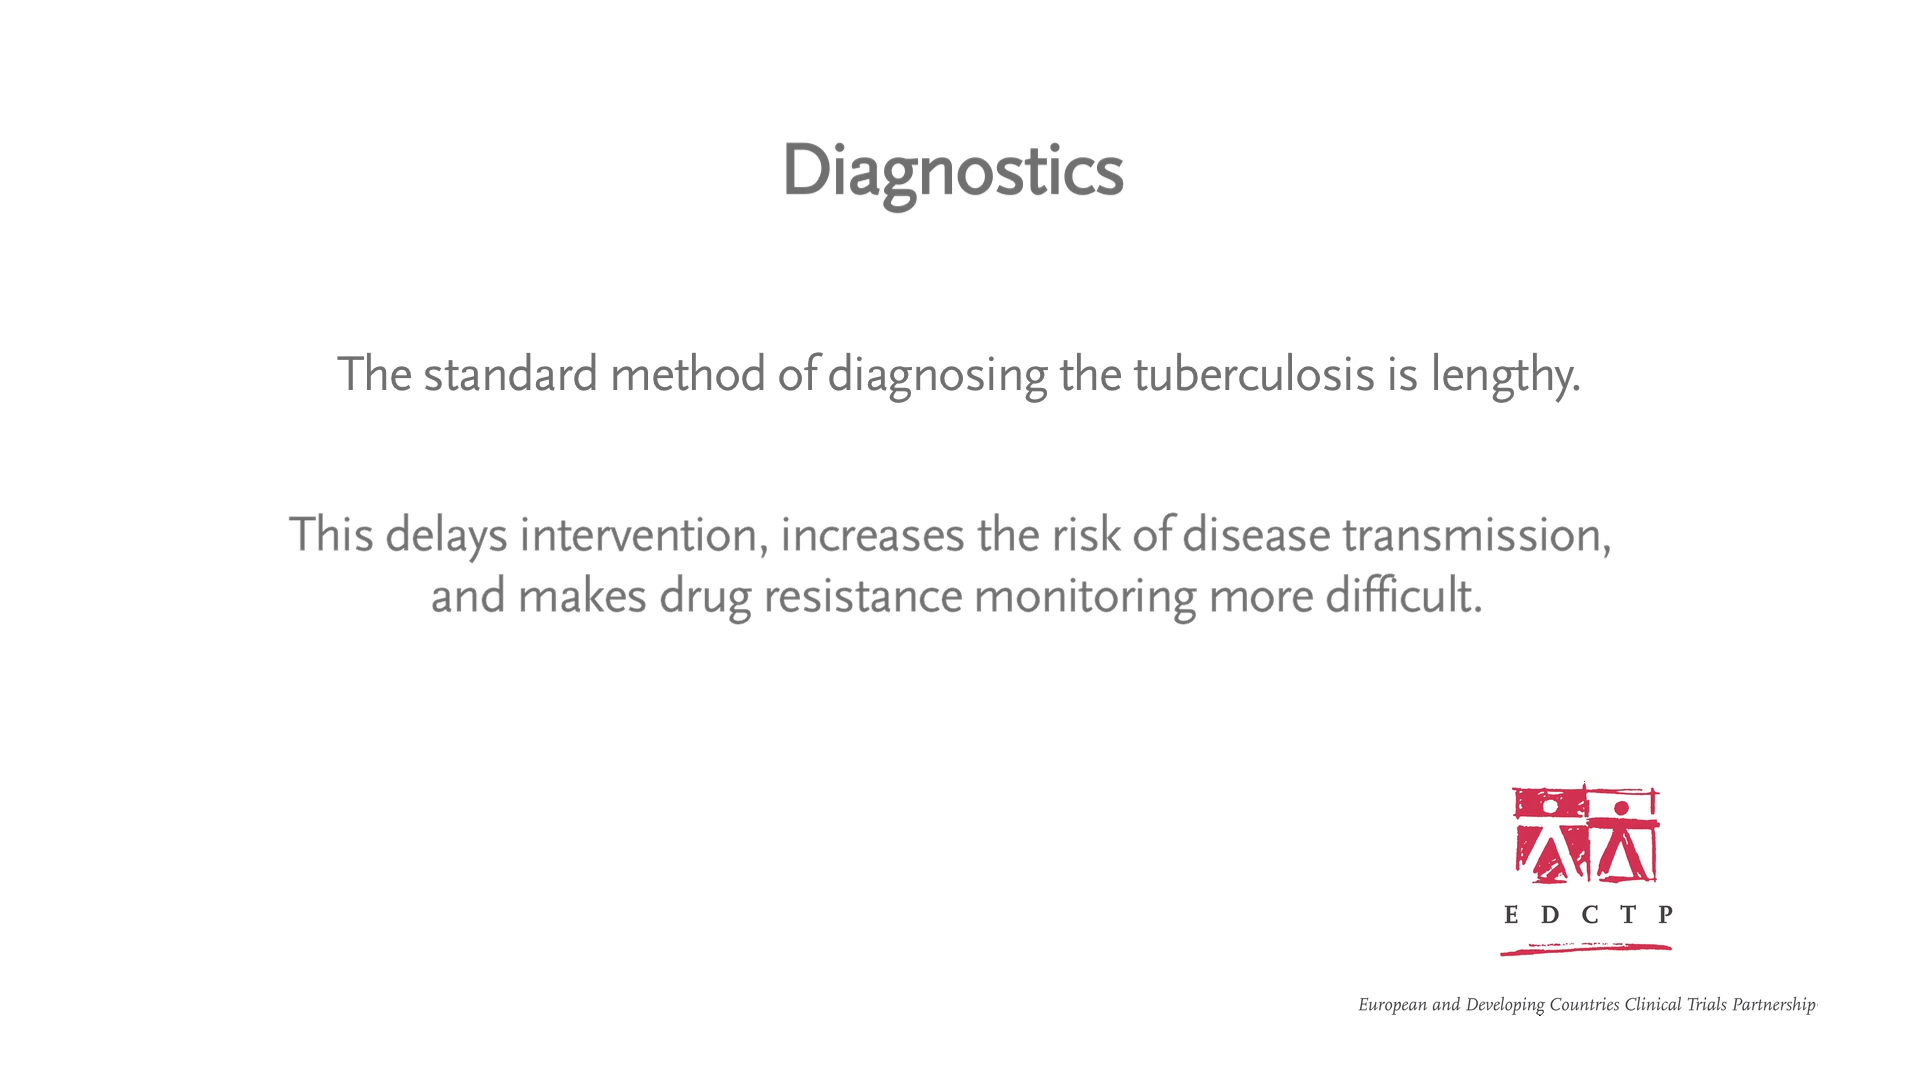 Diagnostics
The standard method of diagnosing the tuberculosis is lengthy.
This delays intervention, increases the risk of disease transmission,
and makes drug resistance monitoring more difficult.
E D C T P
European and Developing Countries Clinical Trials Partnership